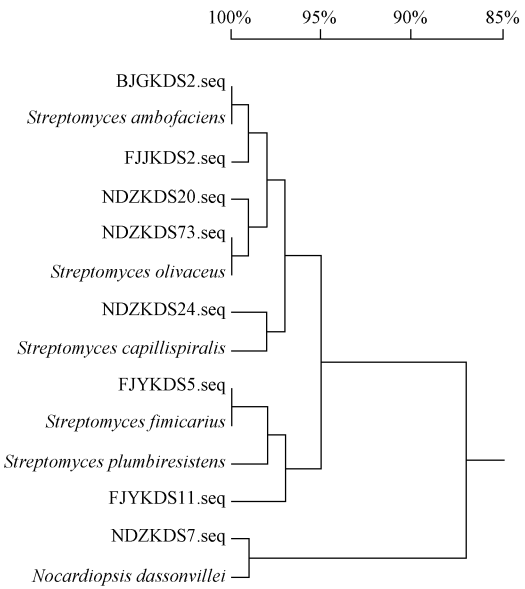 100% 95% 90% 85%
BJGKDS2.seq
Streptomyces ambofaciens
FJJKDS2.seq
NDZKDS20.seq
NDZKDS73.seq
Streptomyces olivaceus
NDZKDS24.seq
Streptomyces capillispiralis
FJYKDS5.seq
Streptomyces fimicarius
Streptomyces plumbiresistens
FJYKDS11.seq
NDZKDS7.seq
Nocardiopsis dassonvillei